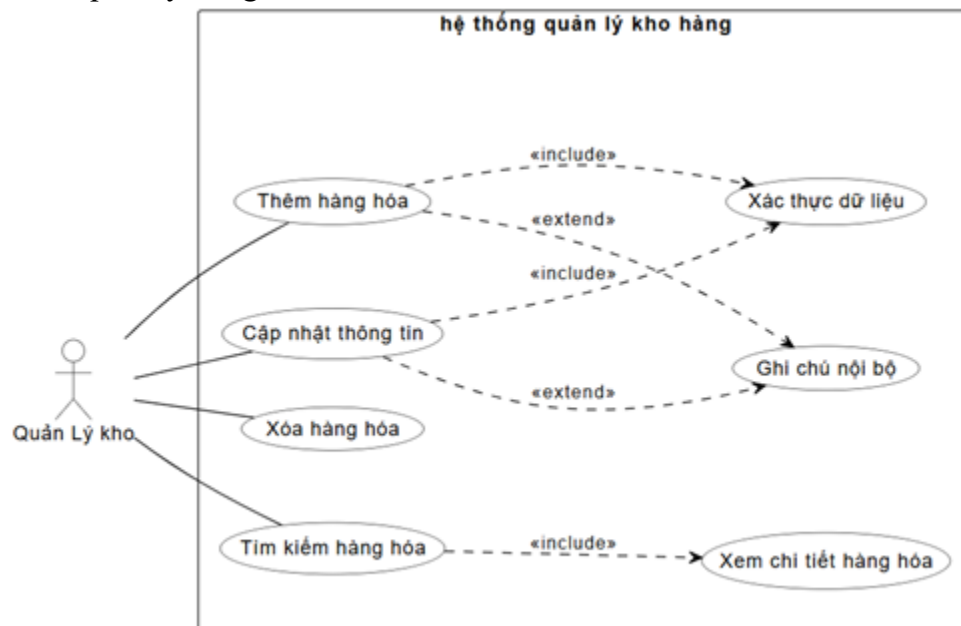 hệ thống quản lý kho hàng
«include»
Thêm hàng hóa
Xác thực dữ liệu
«extend»
«include»
Cập nhật thông tin
Ghi chú nội bộ
«extend»
Xóa hàng hóa
Quản Lý kho
Tìm kiếm hàng hóa
«include»
Xem chi tiết hàng hóa